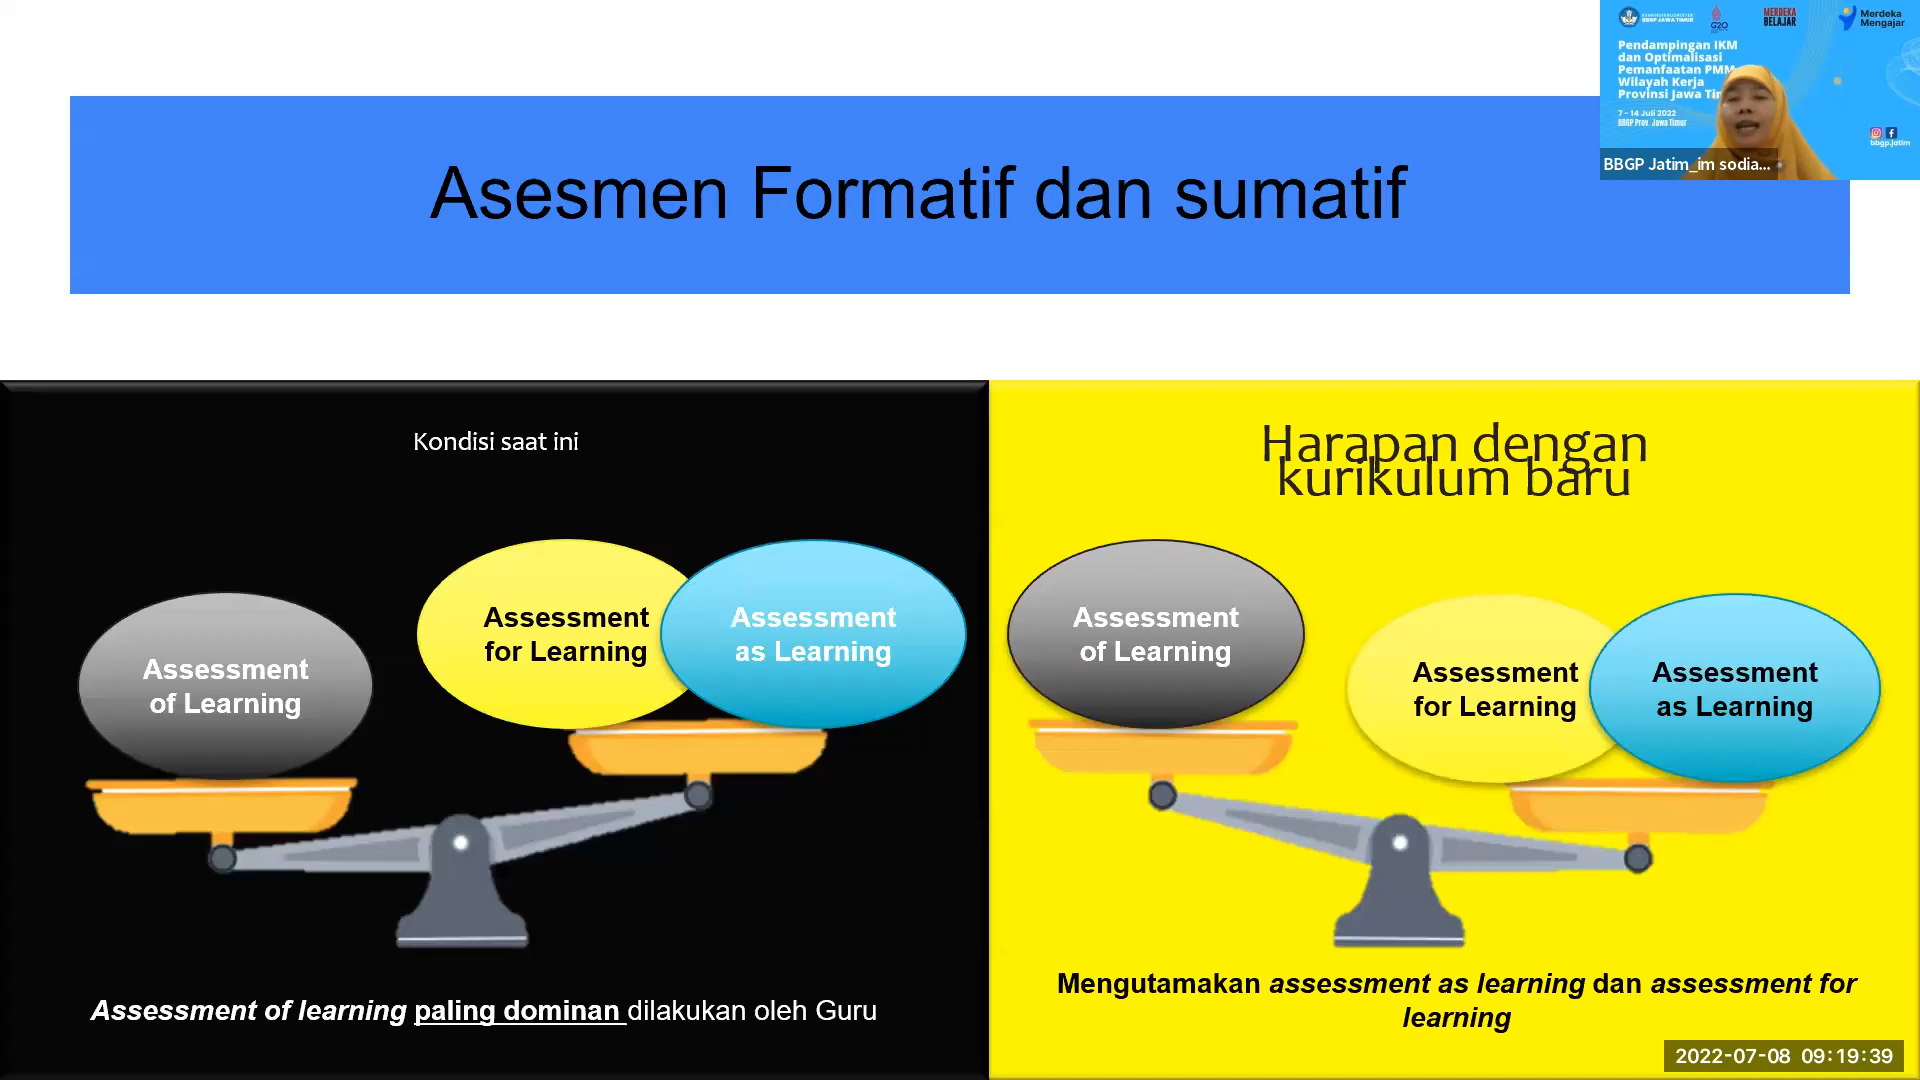 Asesmen Formatif dan sumatif
BBGP JAWA TIMUR
G20
MERDEKA
BELAJAR
Merdeka
Mengajar
Pendampingan IKM
dan Optimalisasi
Pemanfaatan PMM
Wilayah Kerja
Provinsi Jawa
7 - 14 Juli 2022
BBGP Prov. Jawa Timur
bbgp.jatim
BBGP Jatim_im sodia...
Kondisi saat ini
Assessment
of Learning
Assessment
for Learning
Assessment
as Learning
Assessment of learning paling dominan dilakukan oleh Guru
Harapan dengan
kurikulum baru
Assessment
of Learning
Assessment
for Learning
Assessment
as Learning
Mengutamakan assessment as learning dan assessment for
learning
2022-07-08 09:19:39